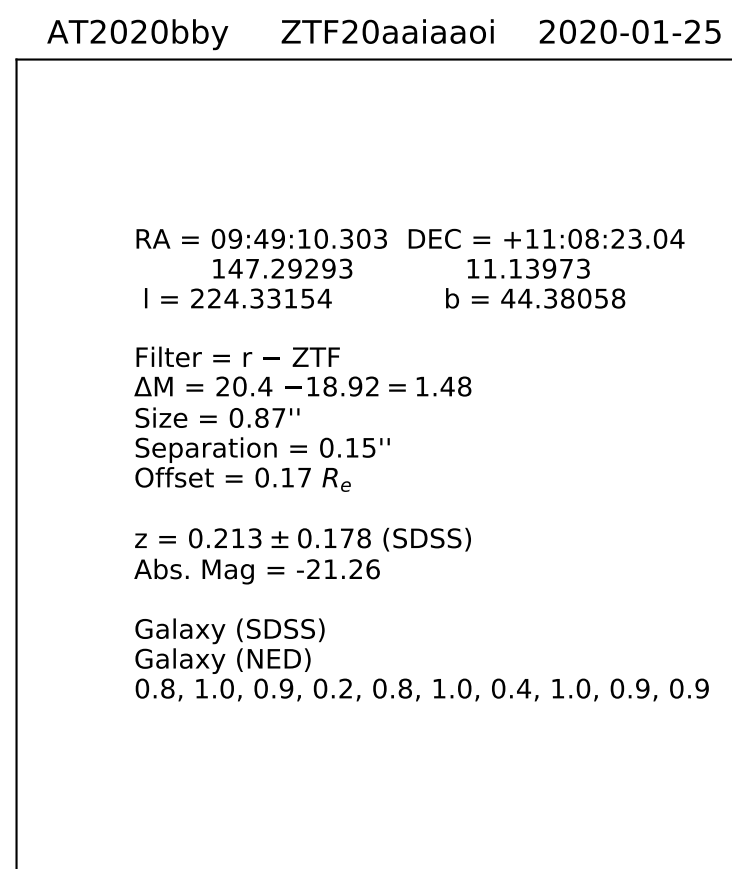 AT2020bby ZTF20aaiaaoi 2020-01-25
RA = 09:49:10.303 DEC = +11:08:23.04
147.29293 11.13973
l = 224.33154 b = 44.38058
Filter = r − ZTF
ΔM = 20.4 −18.92 = 1.48
Size = 0.87''
Separation = 0.15''
Offset = 0.17 Rₑ
z = 0.213 ± 0.178 (SDSS)
Abs. Mag = -21.26
Galaxy (SDSS)
Galaxy (NED)
0.8, 1.0, 0.9, 0.2, 0.8, 1.0, 0.4, 1.0, 0.9, 0.9